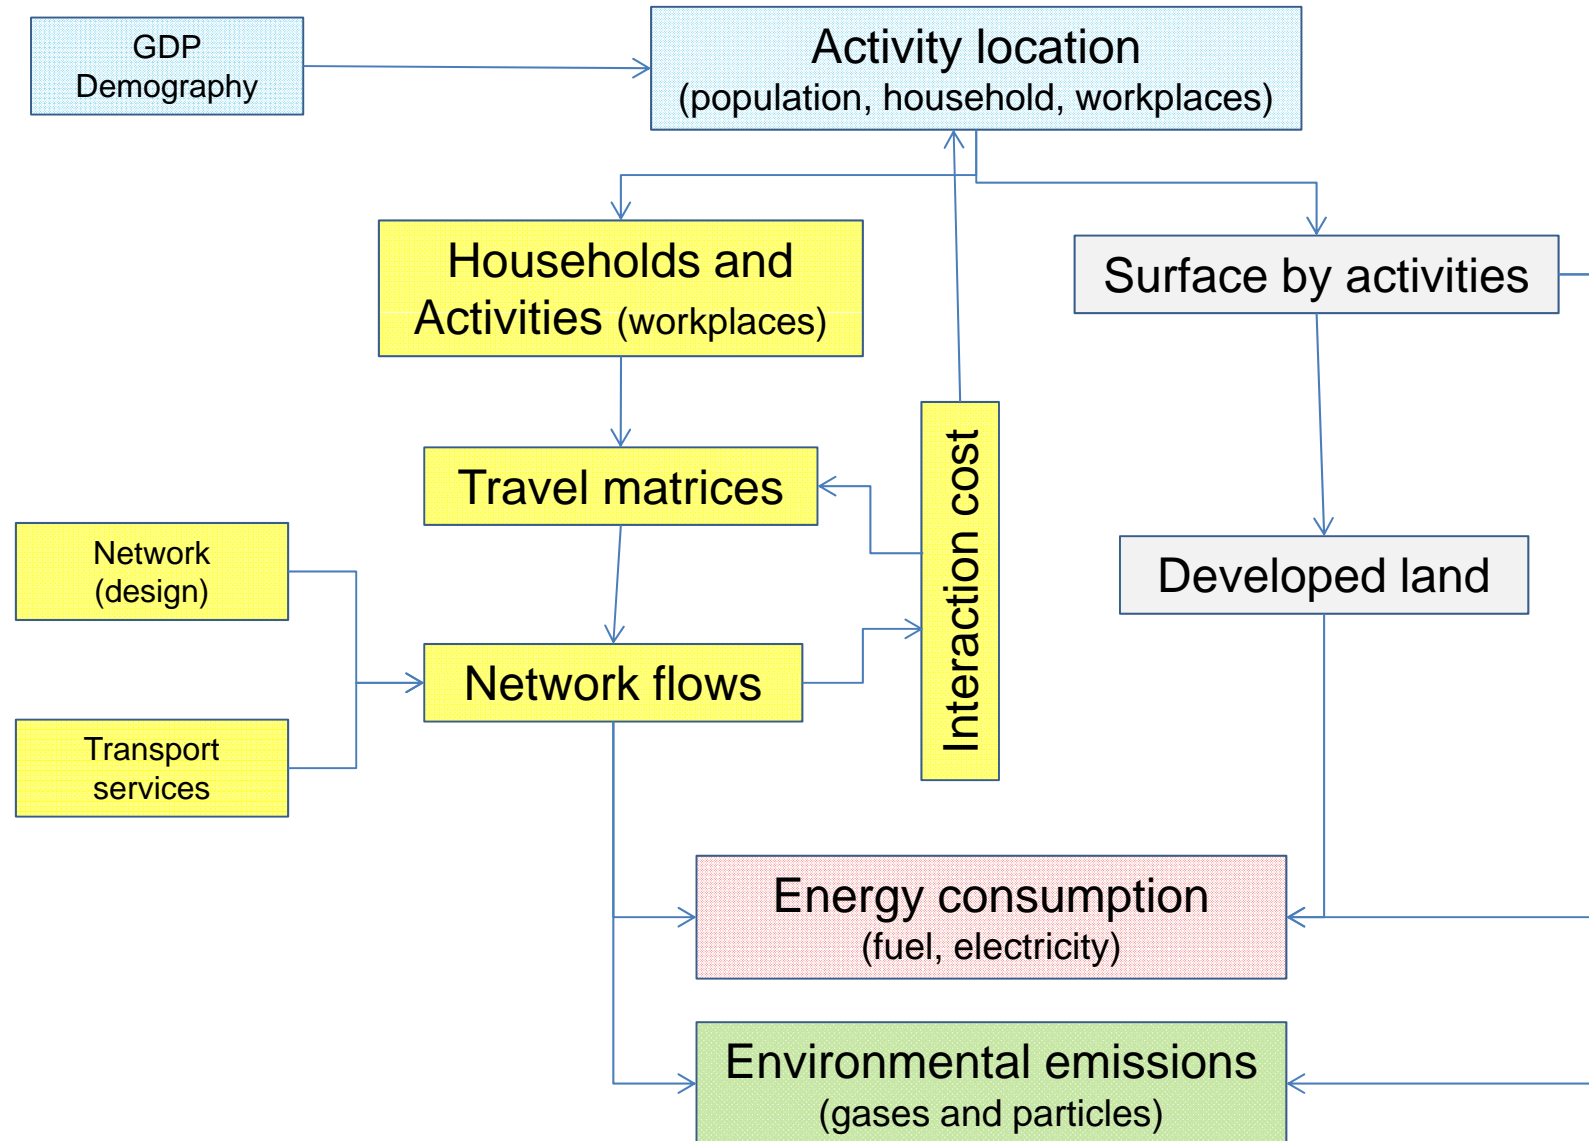 GDP
Demography
Activity location
(population, household, workplaces)
Households and
Activities (workplaces)
Surface by activities
Travel matrices
Interaction cost
Network
(design)
Developed land
Network flows
Transport
services
Energy consumption
(fuel, electricity)
Environmental emissions
(gases and particles)